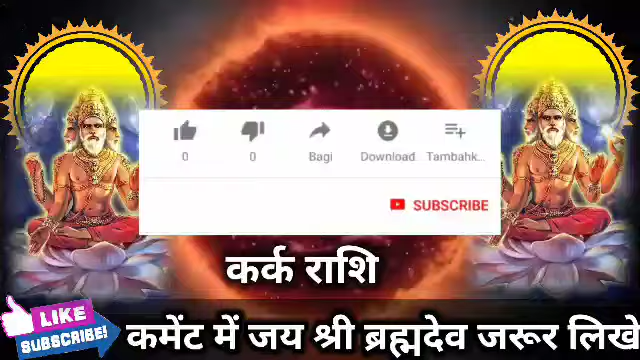 0 0 Bagi Download Tambahk...
SUBSCRIBE
कर्क राशि
LIKE
SUBSCRIBE!
कमेंट में जय श्री ब्रह्मदेव जरूर लिखे